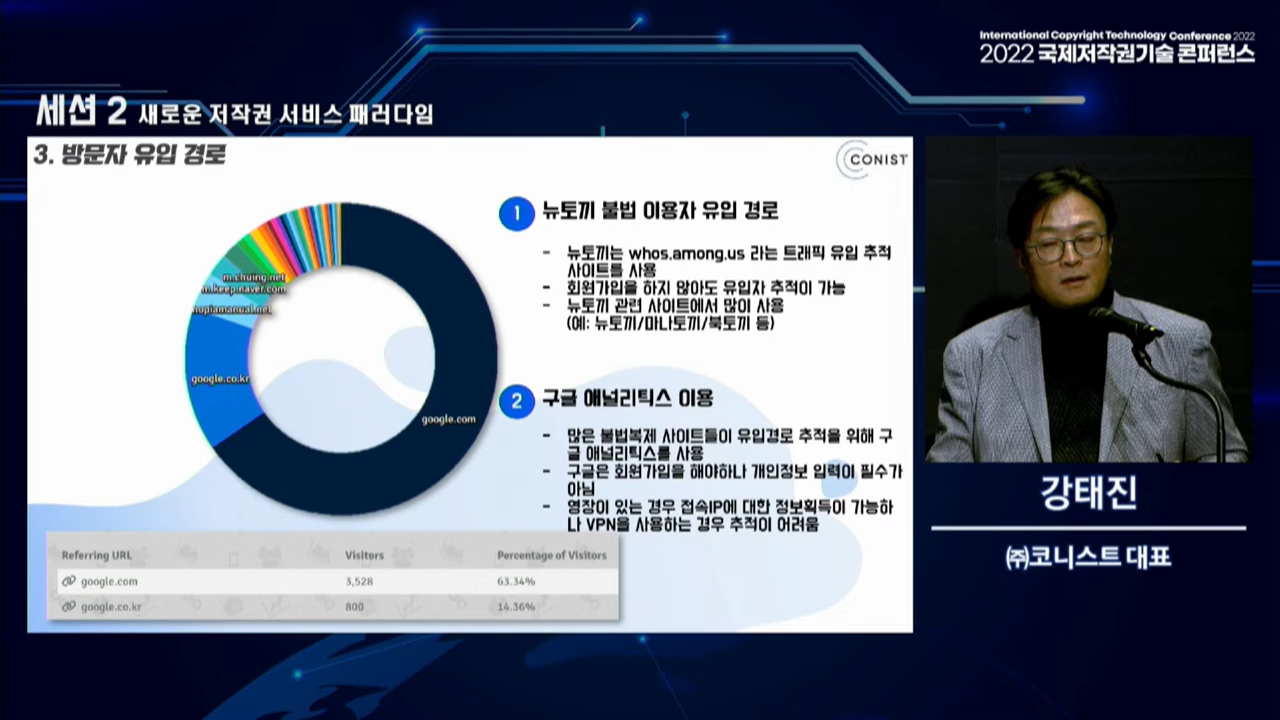 International Copyright Technology Conference 2022
2022 국제저작권기술 콘퍼런스
세션 2 새로운 저작권 서비스 패러다임
3. 방문자 유입 경로
CONIST
m.chuing.net
m.keep.naver.com
nopiamanual.net
google.co.kr
google.com
1 뉴토끼 불법 이용자 유입 경로
- 뉴토끼는 whos.among.us 라는 트래픽 유입 추적
사이트를 사용
- 회원가입을 하지 않아도 유입자 추적이 가능
- 뉴토끼 관련 사이트에서 많이 사용
(예: 뉴토끼/마나토끼/북토끼 등)
2 구글 애널리틱스 이용
- 많은 불법복제 사이트들이 유입경로 추적을 위해 구
글 애널리틱스를 사용
- 구글은 회원가입을 해야하나 개인정보 입력이 필수가
아님
- 영장이 있는 경우 접속IP에 대한 정보획득이 가능하
나 VPN을 사용하는 경우 추적이 어려움
Referring URL Visitors Percentage of Visitors
google.com 3,528 63.34%
google.co.kr 800 14.36%
강태진
㈜코니스트 대표